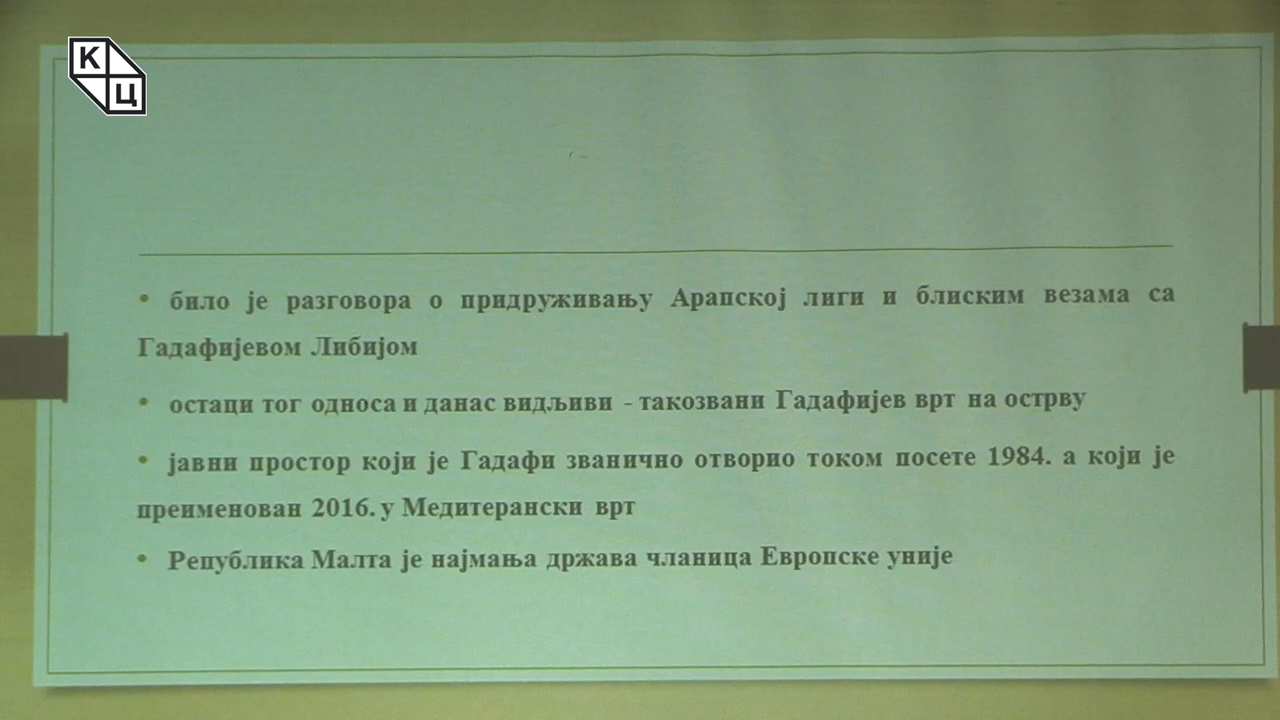 К
Ц
• било је разговора о придруживању Арапској лиги и блиским везама са
Гадафијевом Либијом
• остаци тог односа и данас видљиви - такозвани Гадафијев врт на острву
• јавни простор који је Гадафи званично отворио током посете 1984. а који је
преименован 2016. у Медитерански врт
• Република Малта је најмања држава чланица Европске уније